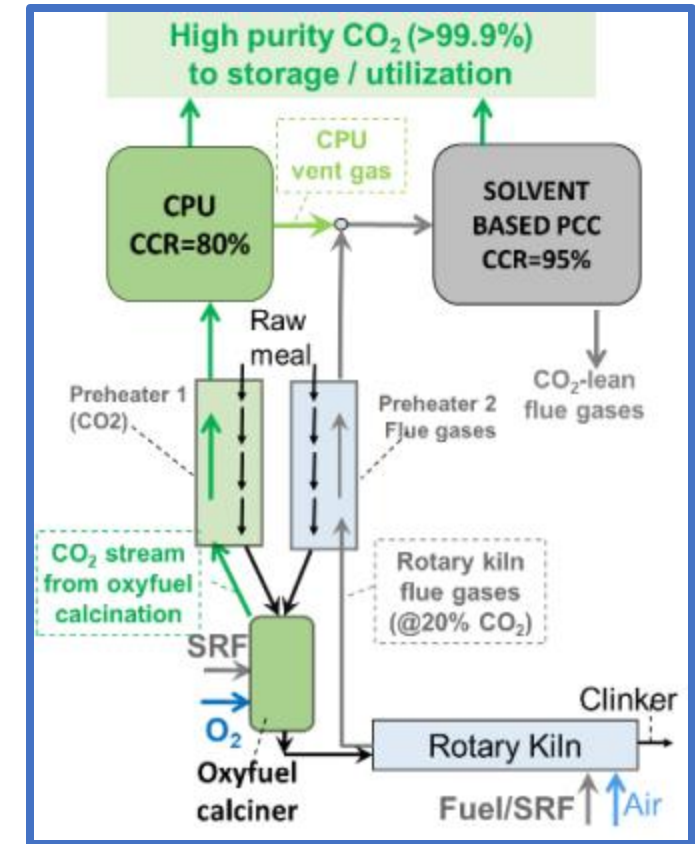 High purity CO₂ (>99.9%)
to storage / utilization
CPU
vent gas
CPU
CCR=80%
SOLVENT
BASED PCC
CCR=95%
Raw
meal
CO₂-lean
flue gases
Preheater 1
(CO2)
Preheater 2
Flue gases
CO₂ stream
from oxyfuel
calcination
Rotary kiln
flue gases
(@20% CO₂)
SRF
O₂
Oxyfuel
calciner
Clinker
Rotary Kiln
Fuel/SRF
Air